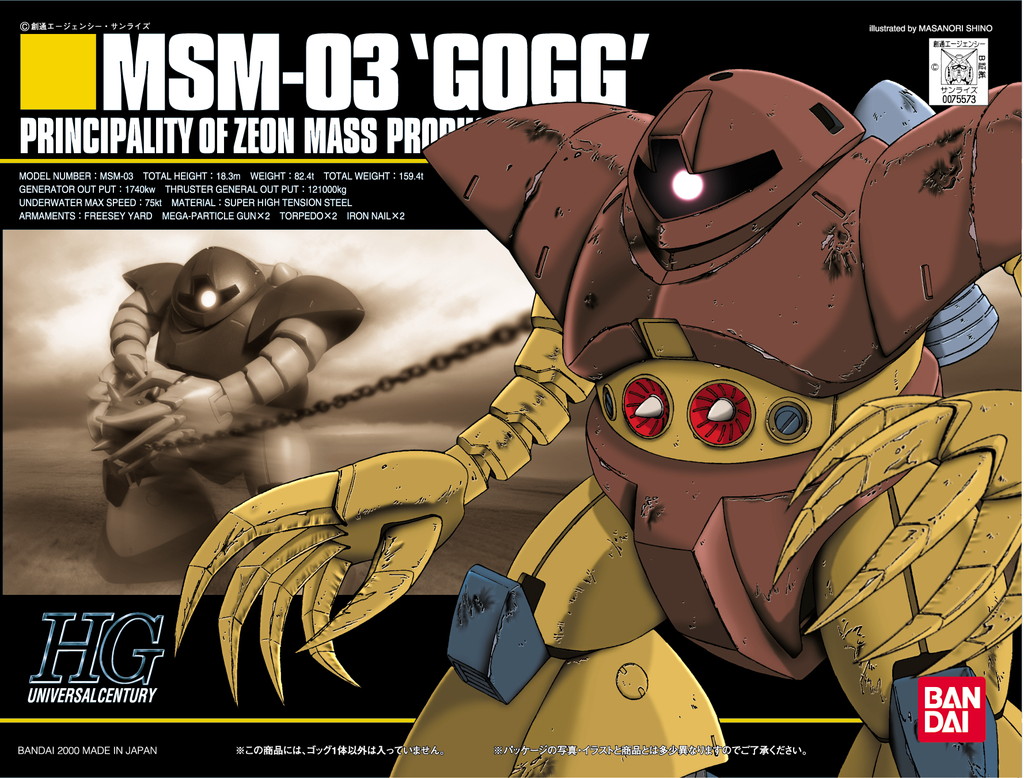 ©創通エージェンシー・サンライズ
illustrated by MASANORI SHINO
MSM-03 'GOGG'
創通エージェンシー
©
B証紙
サンライズ
0075573
PRINCIPALITY OF ZEON MASS
MODEL NUMBER：MSM-03 TOTAL HEIGHT：18.3m WEIGHT：82.4t TOTAL WEIGHT：159.4t
GENERATOR OUT PUT：1740kw THRUSTER GENERAL OUT PUT：121000kg
UNDERWATER MAX SPEED：75kt MATERIAL：SUPER HIGH TENSION STEEL
ARMAMENTS：FREESEY YARD MEGA-PARTICLE GUN×2 TORPEDO×2 IRON NAIL×2
HG
UNIVERSAL CENTURY
BAN
DAI
BANDAI 2000 MADE IN JAPAN
※この商品には、ゴッグ1体以外は入っていません。
※パッケージの写真・イラストと商品とは多少異なりますのでご了承ください。